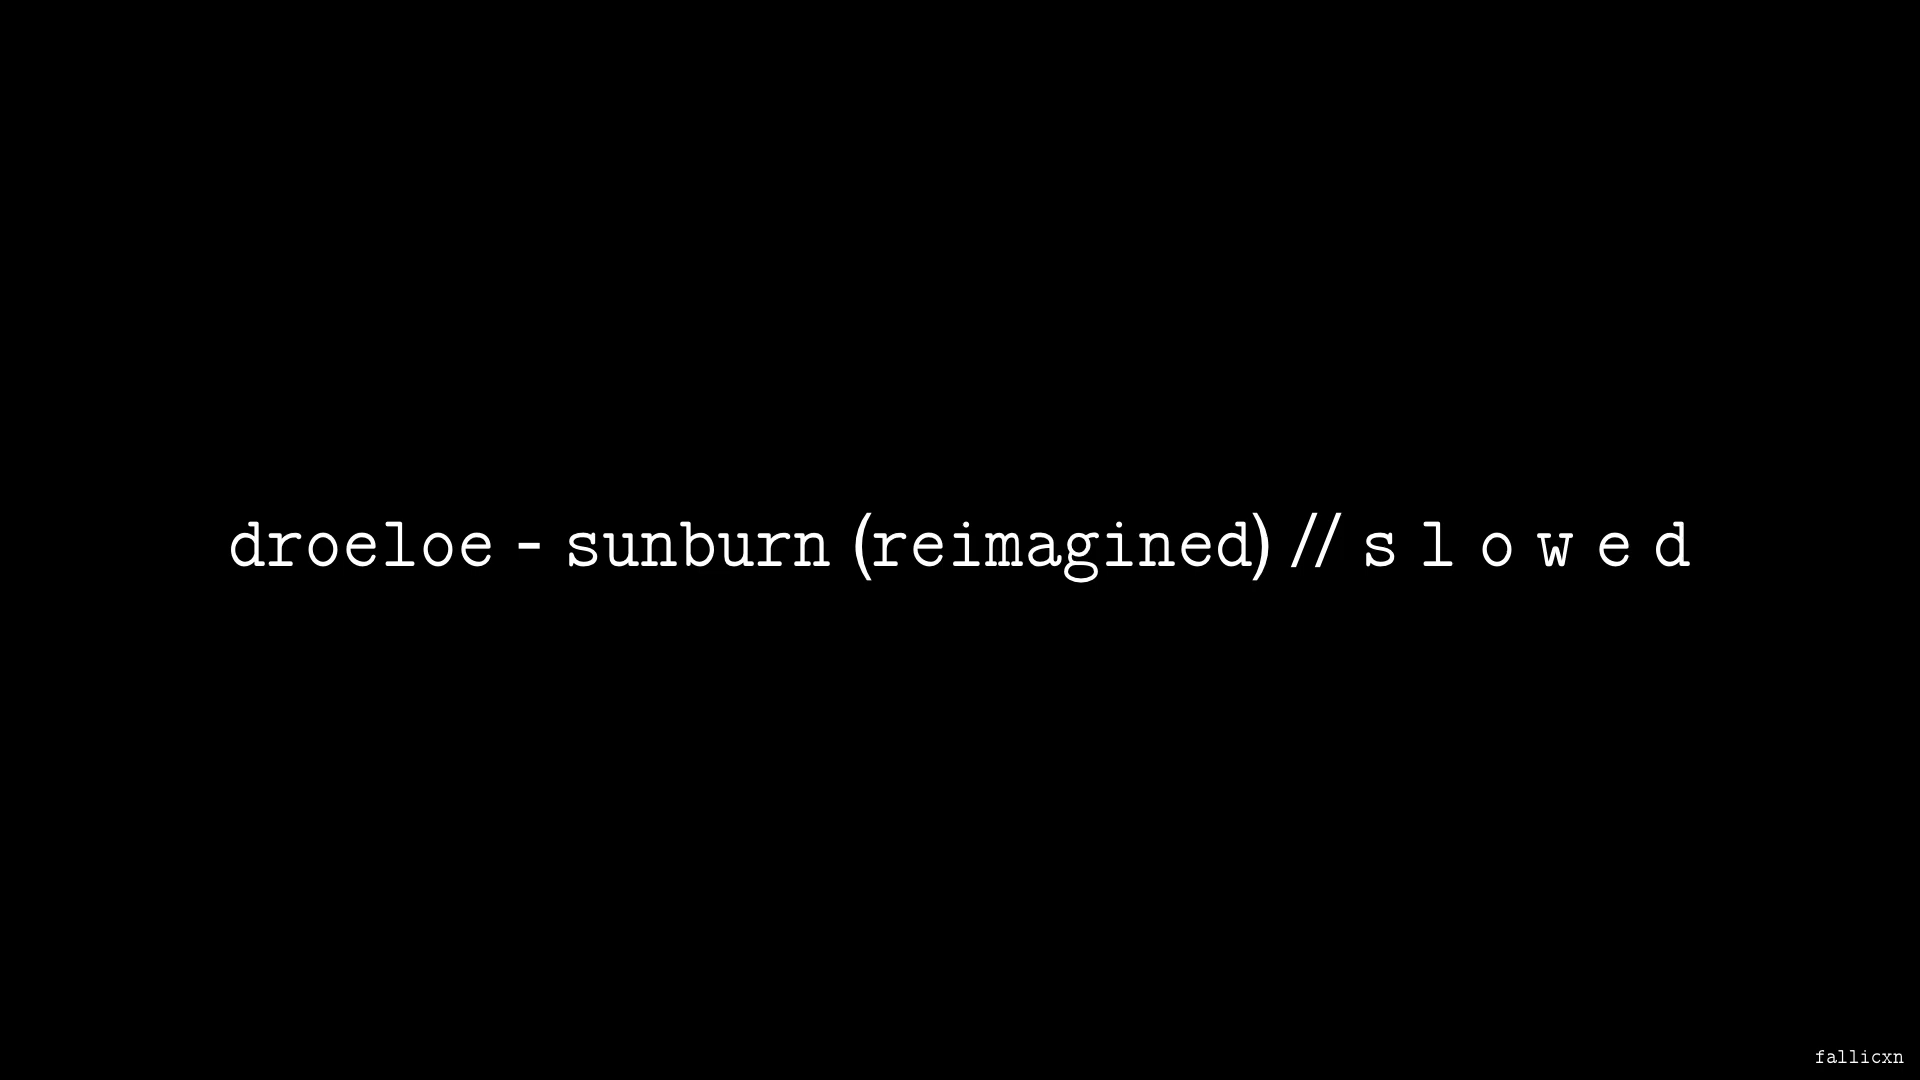 droeloe - sunburn (reimagined) // s l o w e d
fallicxn